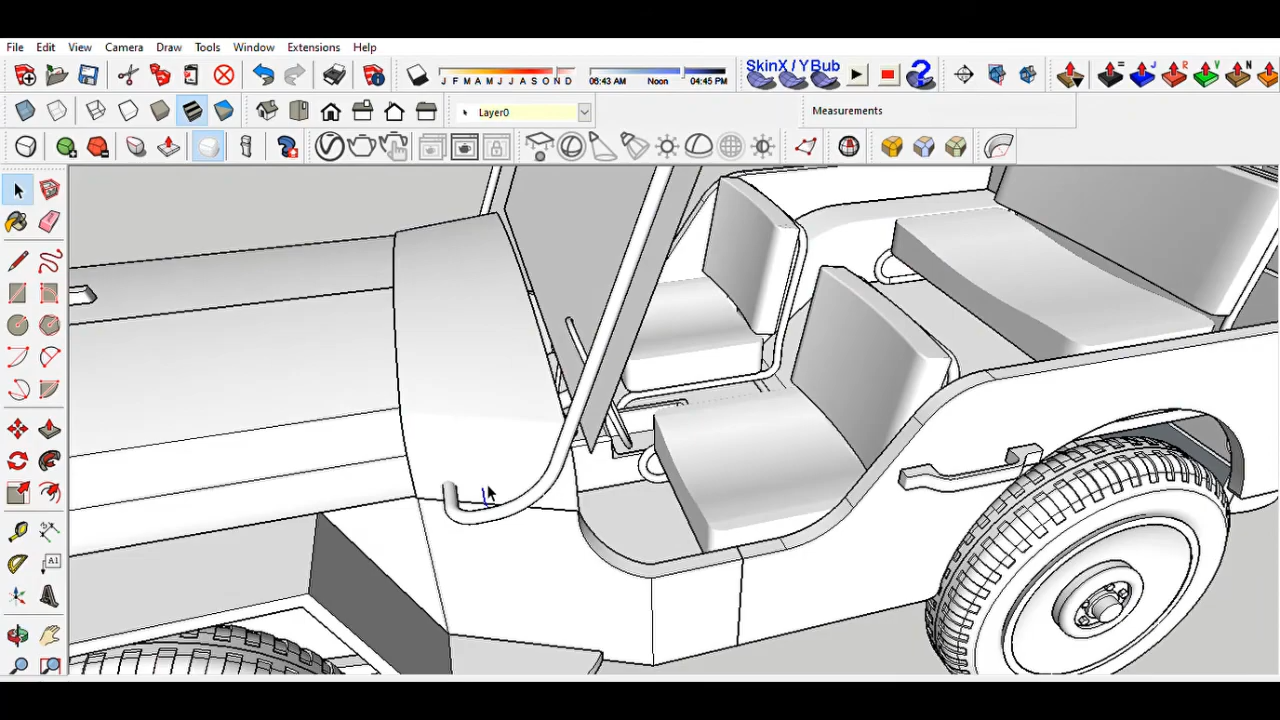 File Edit View Camera Draw Tools Window Extensions Help
J F M A M J J A S O N D
06:43 AM Noon 04:45 PM
SkinX / YBub
= J R V N
Layer0
Measurements
A1